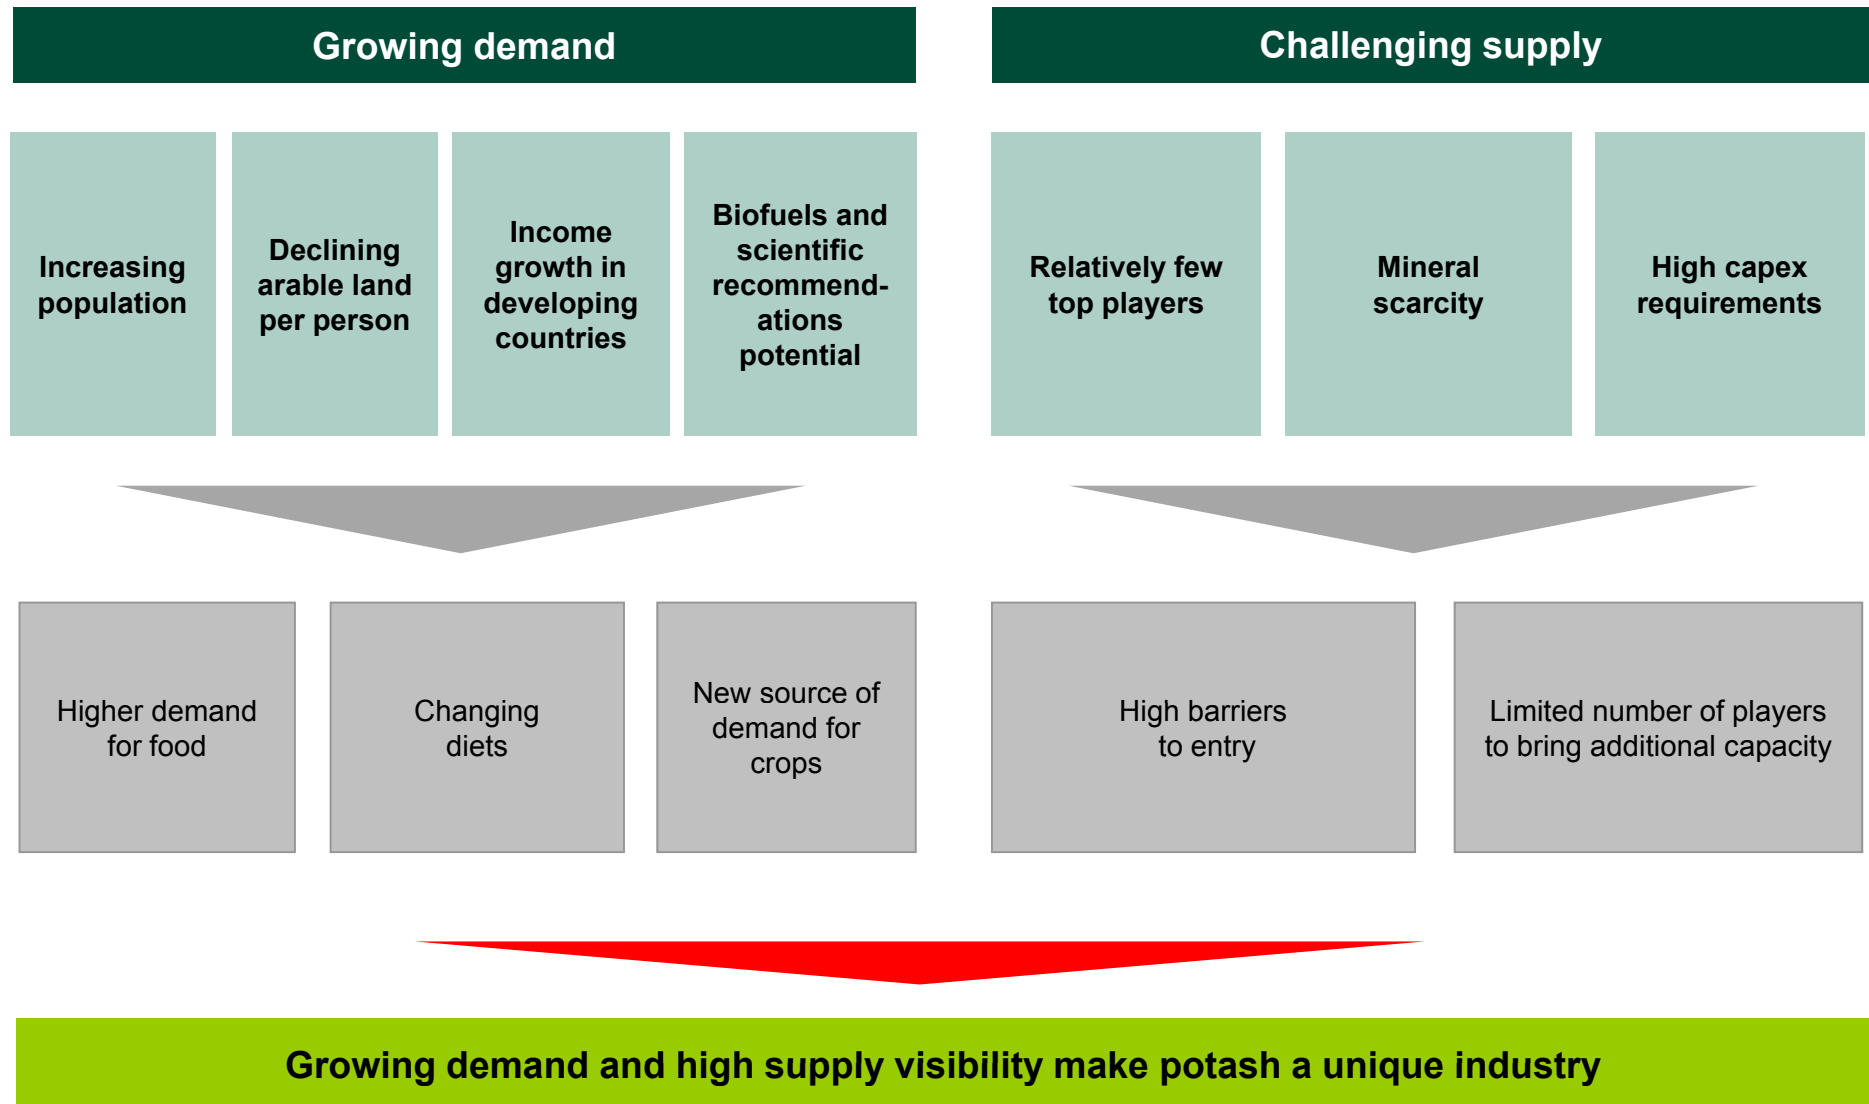 Growing demand
Challenging supply
Increasing
population
Declining
arable land
per person
Income
growth in
developing
countries
Biofuels and
scientific
recommend-
ations
potential
Relatively few
top players
Mineral
scarcity
High capex
requirements
Higher demand
for food
Changing
diets
New source of
demand for
crops
High barriers
to entry
Limited number of players
to bring additional capacity
Growing demand and high supply visibility make potash a unique industry